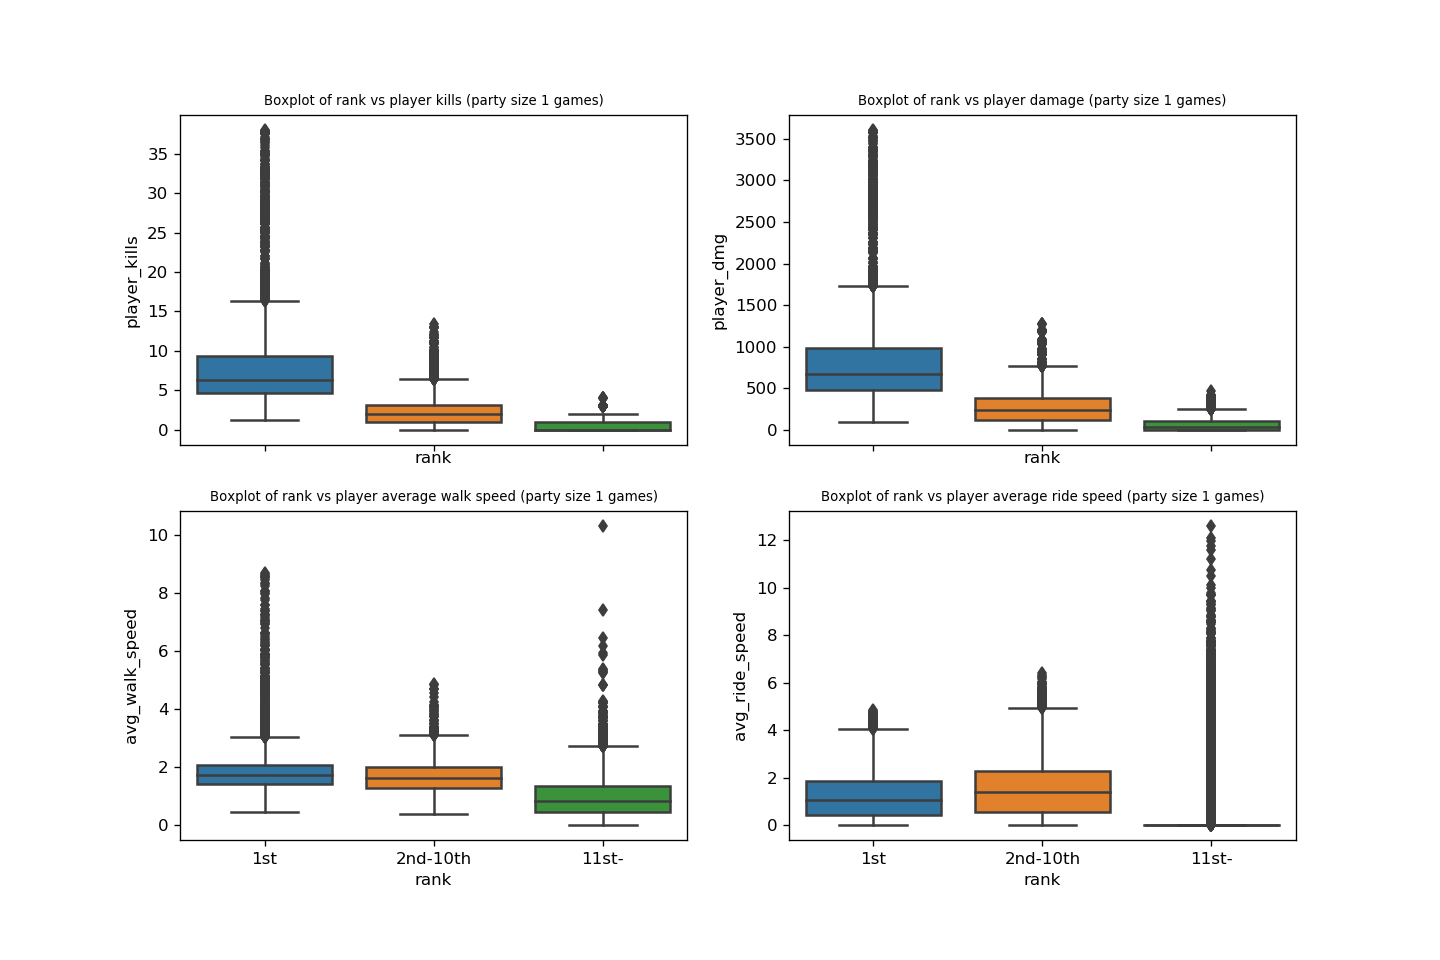 Boxplot of rank vs player kills (party size 1 games)
player_kills
35
30
25
20
15
10
5
0
rank
Boxplot of rank vs player damage (party size 1 games)
player_dmg
3500
3000
2500
2000
1500
1000
500
0
rank
Boxplot of rank vs player average walk speed (party size 1 games)
avg_walk_speed
10
8
6
4
2
0
1st 2nd-10th 11st-
rank
Boxplot of rank vs player average ride speed (party size 1 games)
avg_ride_speed
12
10
8
6
4
2
0
1st 2nd-10th 11st-
rank